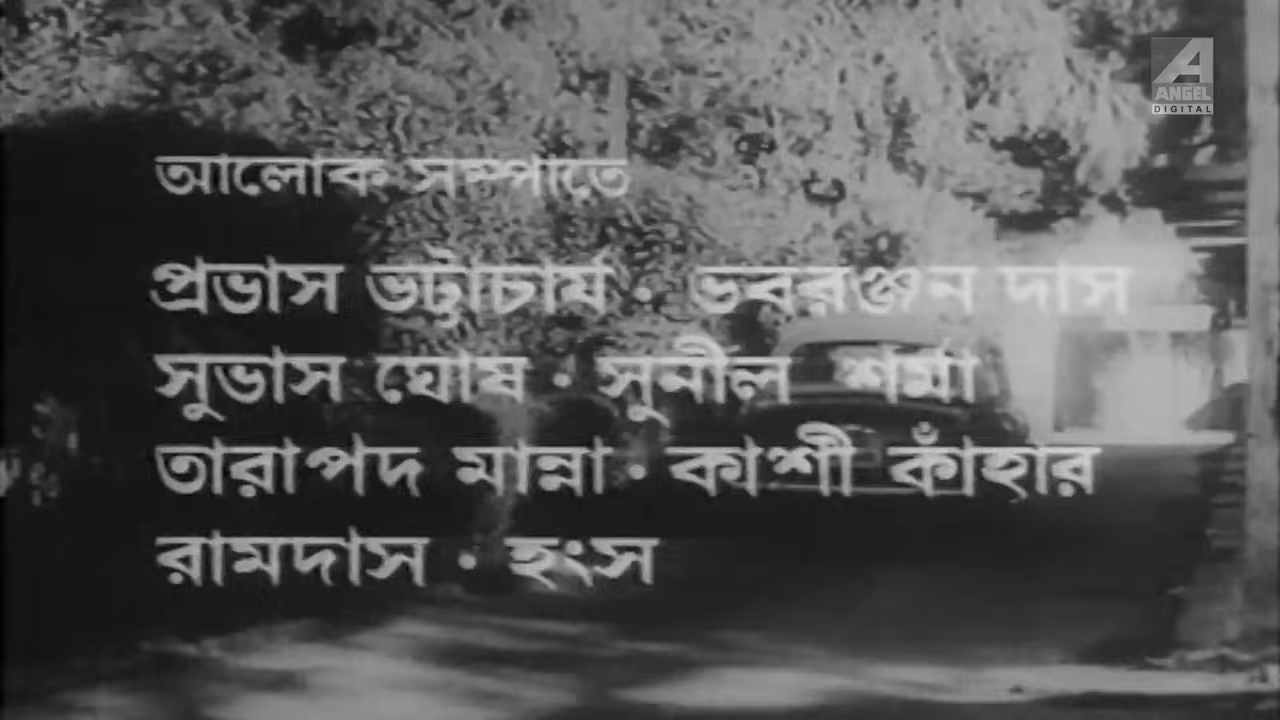 ANGEL
DIGITAL
আলোক সম্পাতে
প্রভাস ভট্টাচার্য · ভবরঞ্জন দাস
সুভাস ঘোষ · সুনীল শর্মা
তারাপদ মান্না · কাশী কাঁহার
রামদাস · হংস